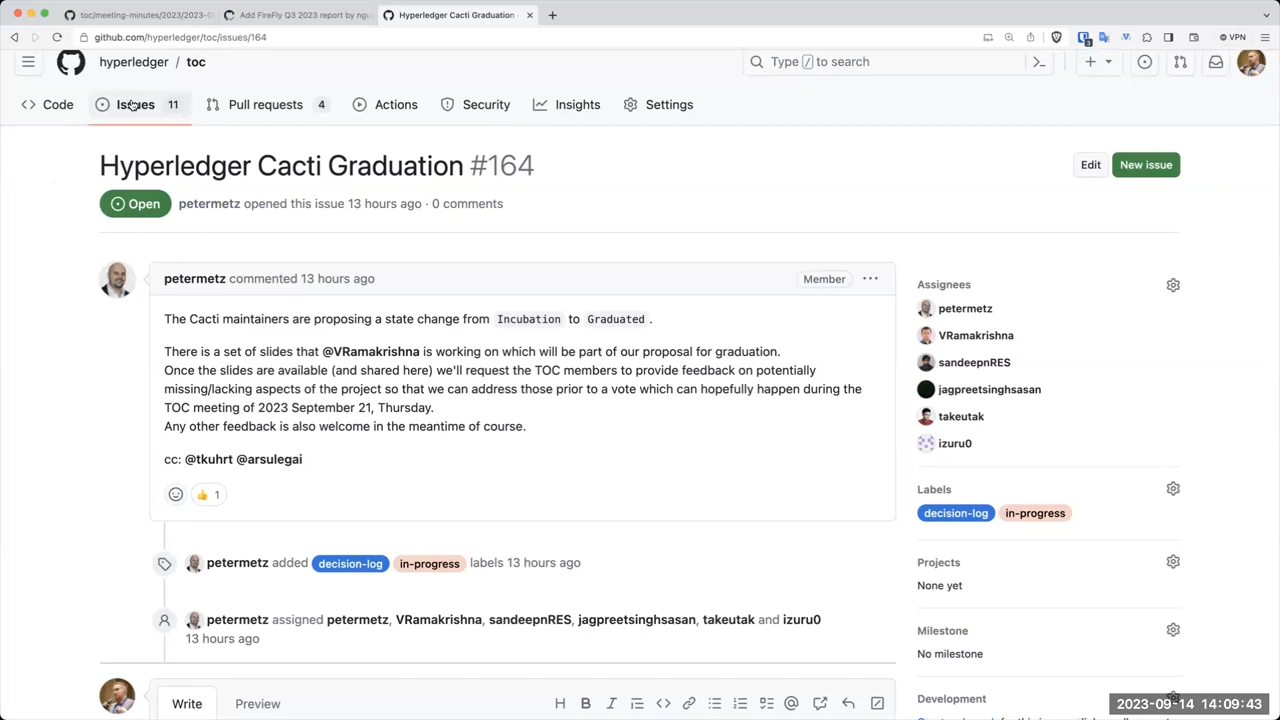 toc/meeting-minutes/2023/2023-0
Add FireFly Q3 2023 report by ngu
Hyperledger Cacti Graduation
github.com/hyperledger/toc/issues/164
VPN
hyperledger / toc
Type / to search
Code
Issues 11
Pull requests 4
Actions
Security
Insights
Settings
Hyperledger Cacti Graduation #164
Edit
New issue
Open
petermetz opened this issue 13 hours ago · 0 comments
petermetz commented 13 hours ago
Member
The Cacti maintainers are proposing a state change from Incubation to Graduated .
There is a set of slides that @VRamakrishna is working on which will be part of our proposal for graduation.
Once the slides are available (and shared here) we'll request the TOC members to provide feedback on potentially
missing/lacking aspects of the project so that we can address those prior to a vote which can hopefully happen during the
TOC meeting of 2023 September 21, Thursday.
Any other feedback is also welcome in the meantime of course.
cc: @tkuhrt @arsulegai
👍 1
petermetz added decision-log in-progress labels 13 hours ago
petermetz assigned petermetz, VRamakrishna, sandeepnRES, jagpreetsinghsasan, takeutak and izuru0
13 hours ago
Write
Preview
H B I
Assignees
petermetz
VRamakrishna
sandeepnRES
jagpreetsinghsasan
takeutak
izuru0
Labels
decision-log in-progress
Projects
None yet
Milestone
No milestone
Development
2023-09-14 14:09:43